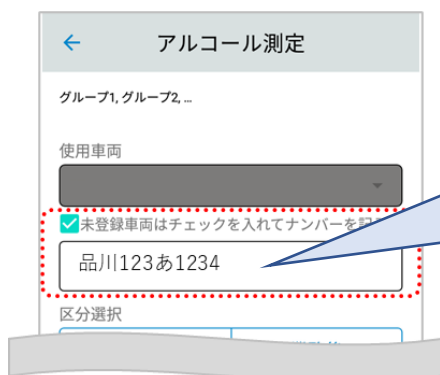 アルコール測定
グループ1, グループ2, ...
使用車両
未登録車両はチェックを入れてナンバーを記
品川123あ1234
区分選択